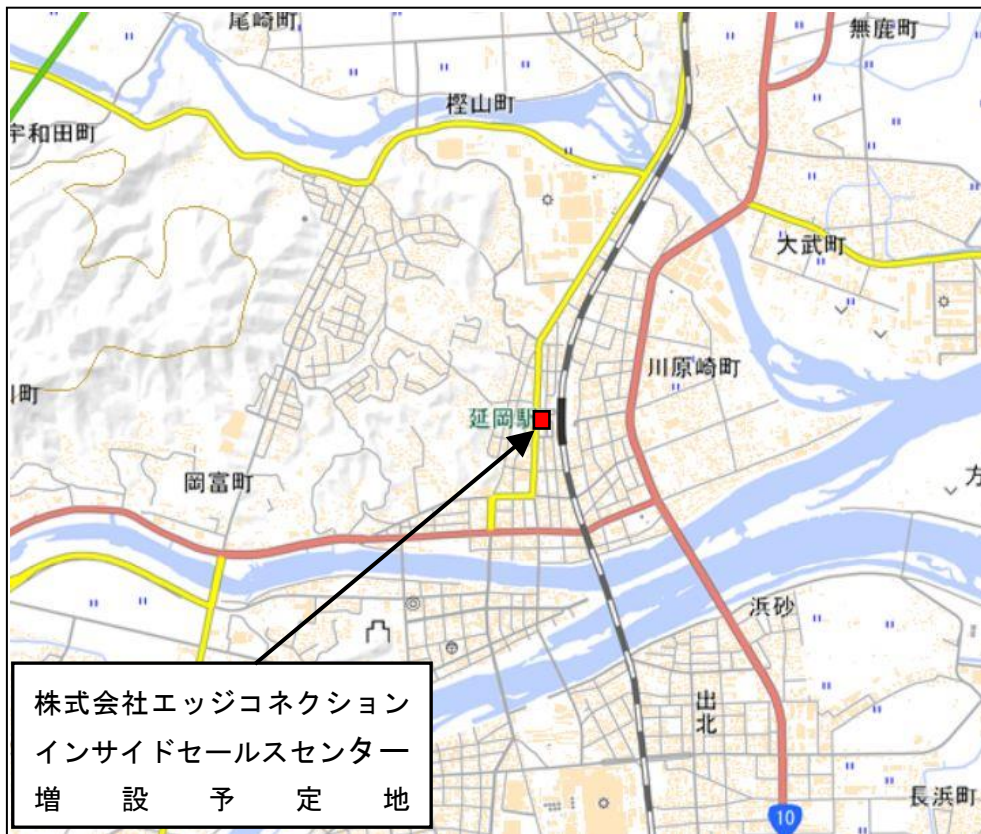 尾崎町
無鹿町
樫山町
宇和田町
大武町
川原崎町
延岡駅
岡富町
方
浜砂
出北
長浜町
10
株式会社エッジコネクション
インサイドセールスセンター
増設予定地